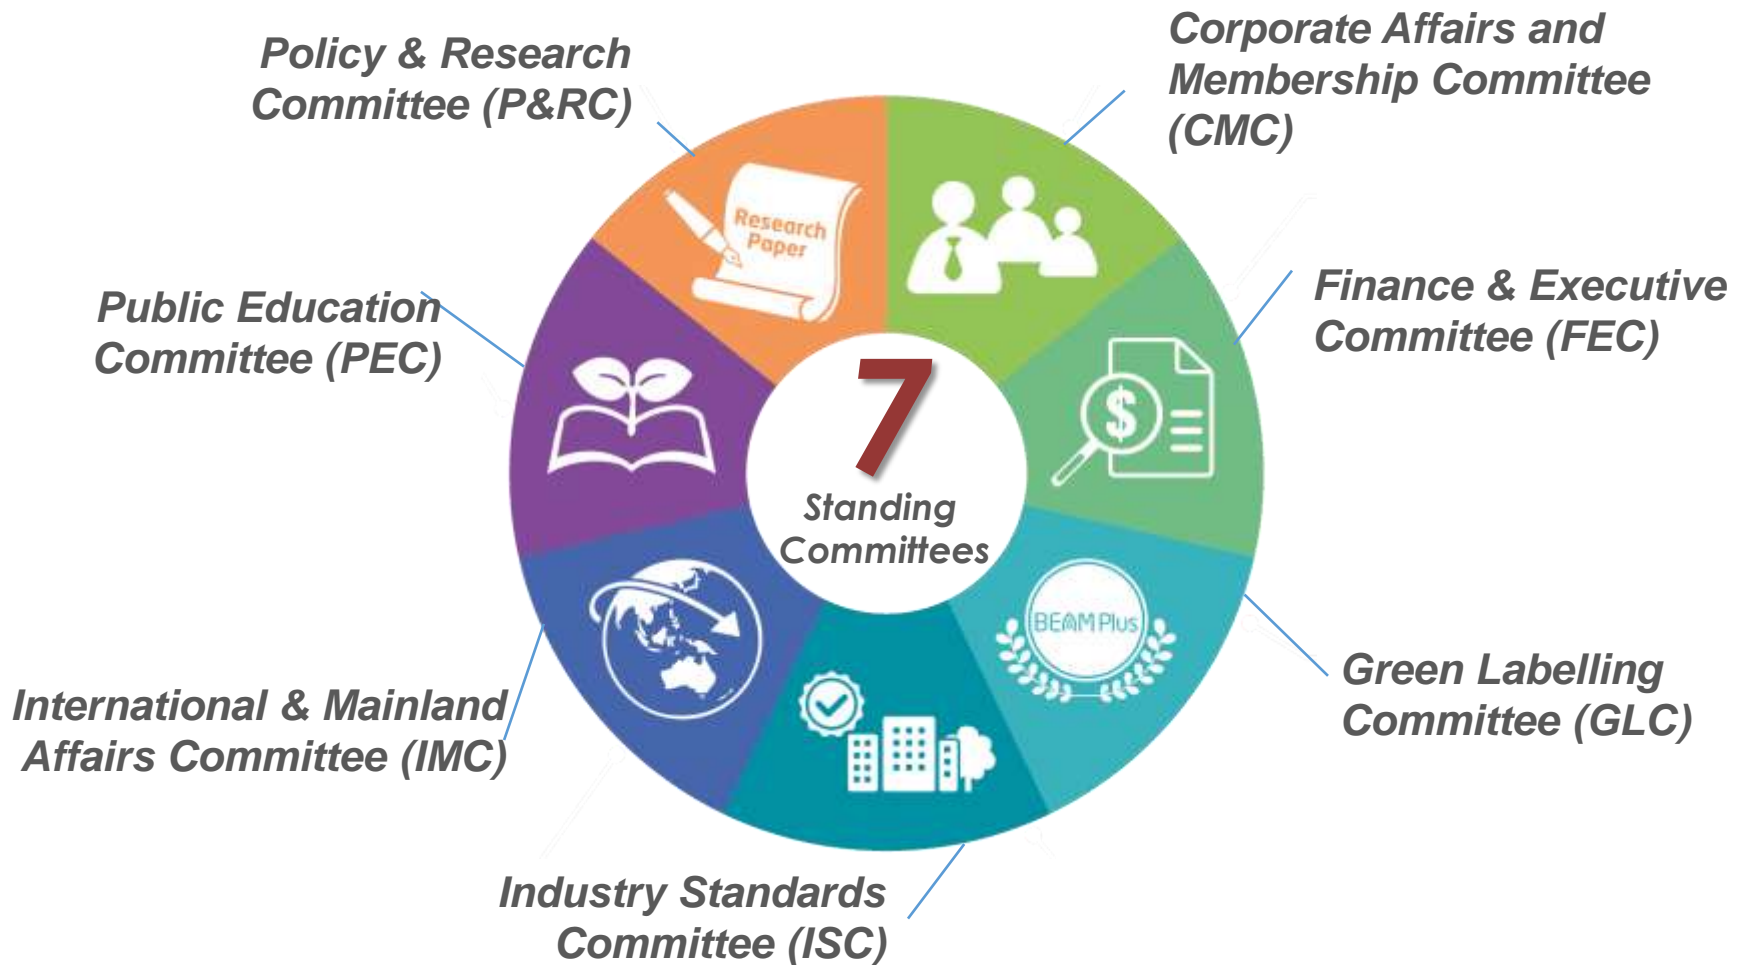 Policy & Research
Committee (P&RC)
Corporate Affairs and
Membership Committee
(CMC)
Research
Paper
Public Education
Committee (PEC)
Finance & Executive
Committee (FEC)
$
7
Standing
Committees
BEAM Plus
International & Mainland
Affairs Committee (IMC)
Green Labelling
Committee (GLC)
Industry Standards
Committee (ISC)